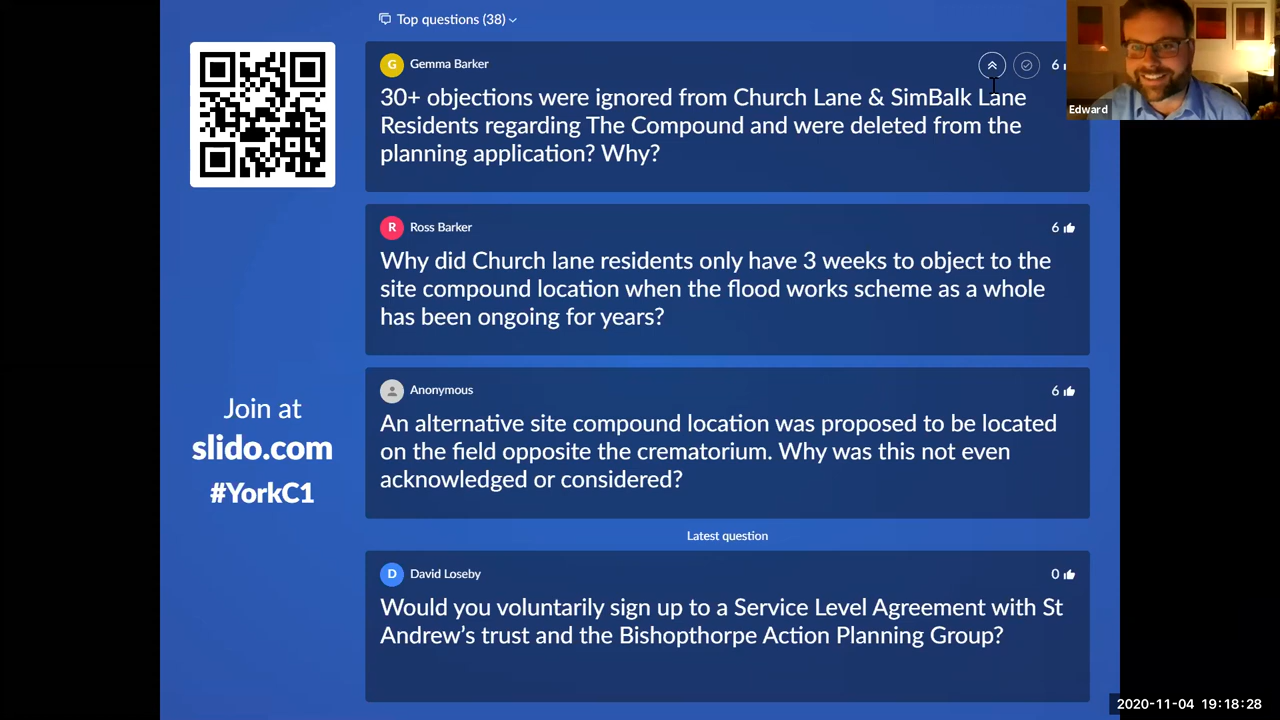 Top questions (38)
G Gemma Barker
6
30+ objections were ignored from Church Lane & SimBalk Lane
Residents regarding The Compound and were deleted from the
planning application? Why?
Edward
R Ross Barker
6
Why did Church lane residents only have 3 weeks to object to the
site compound location when the flood works scheme as a whole
has been ongoing for years?
Join at
slido.com
#YorkC1
Anonymous
6
An alternative site compound location was proposed to be located
on the field opposite the crematorium. Why was this not even
acknowledged or considered?
Latest question
D David Loseby
0
Would you voluntarily sign up to a Service Level Agreement with St
Andrew's trust and the Bishopthorpe Action Planning Group?
2020-11-04 19:18:28